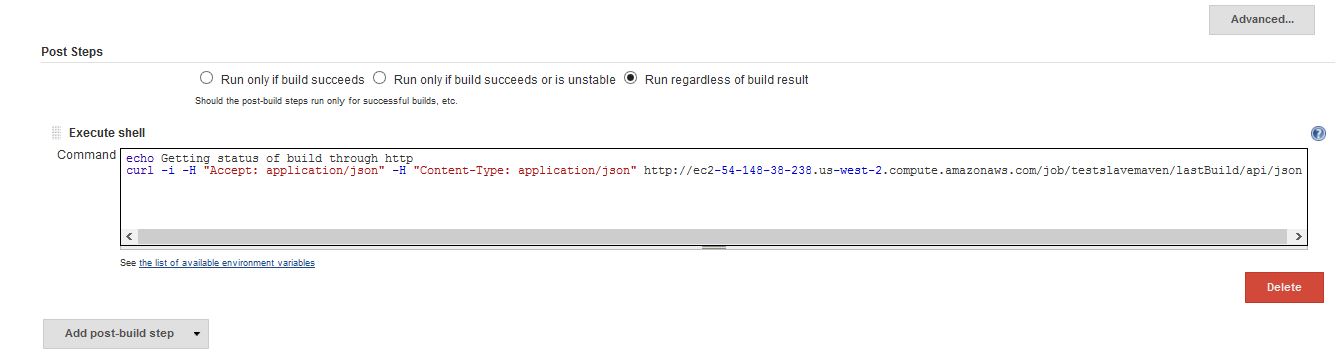 Advanced...
Post Steps
Run only if build succeeds Run only if build succeeds or is unstable Run regardless of build result
Should the post-build steps run only for successful builds, etc.
Execute shell
Command
echo Getting status of build through http
curl -i -H "Accept: application/json" -H "Content-Type: application/json" http://ec2-54-148-38-238.us-west-2.compute.amazonaws.com/job/testslavemaven/lastBuild/api/json
See the list of available environment variables
Delete
Add post-build step